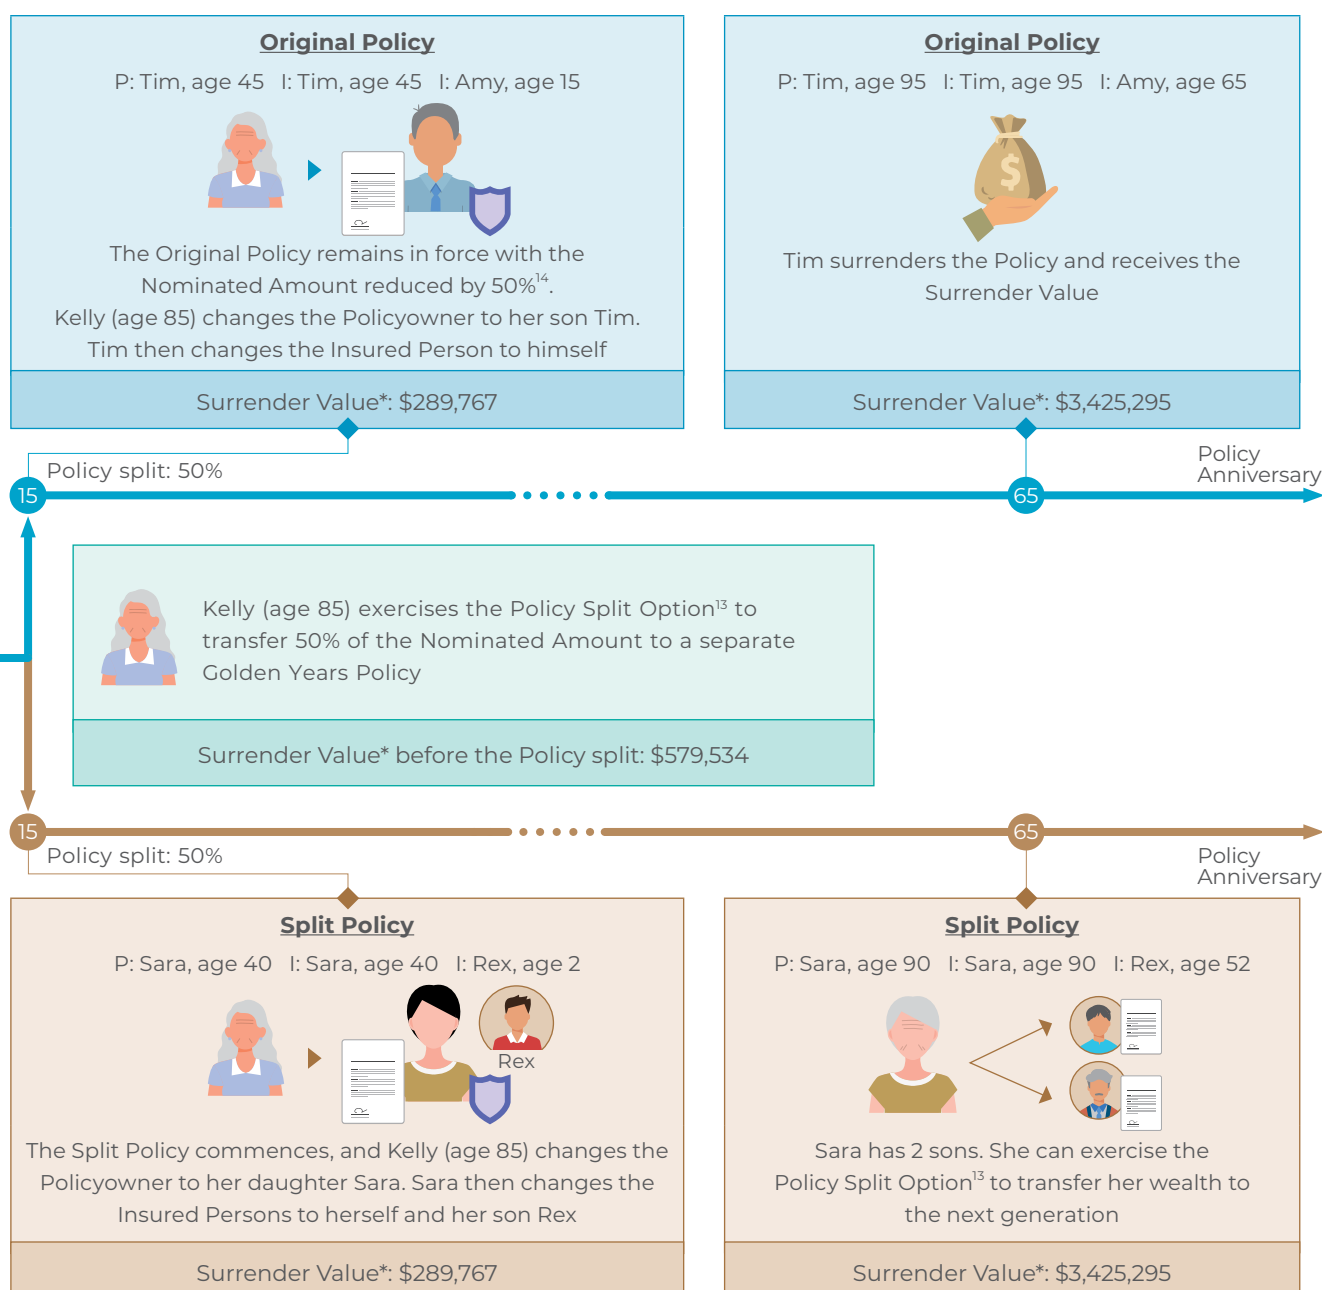 Original Policy
P: Tim, age 45 I: Tim, age 45 I: Amy, age 15
The Original Policy remains in force with the
Nominated Amount reduced by 50%14.
Kelly (age 85) changes the Policyowner to her son Tim.
Tim then changes the Insured Person to himself
Surrender Value*: $289,767
Original Policy
P: Tim, age 95 I: Tim, age 95 I: Amy, age 65
$
Tim surrenders the Policy and receives the
Surrender Value
Surrender Value*: $3,425,295
Policy split: 50%
15
65
Policy
Anniversary
Kelly (age 85) exercises the Policy Split Option13 to
transfer 50% of the Nominated Amount to a separate
Golden Years Policy
Surrender Value* before the Policy split: $579,534
15
65
Policy split: 50%
Policy
Anniversary
Split Policy
P: Sara, age 40 I: Sara, age 40 I: Rex, age 2
Rex
The Split Policy commences, and Kelly (age 85) changes the
Policyowner to her daughter Sara. Sara then changes the
Insured Persons to herself and her son Rex
Surrender Value*: $289,767
Split Policy
P: Sara, age 90 I: Sara, age 90 I: Rex, age 52
Sara has 2 sons. She can exercise the
Policy Split Option13 to transfer her wealth to
the next generation
Surrender Value*: $3,425,295